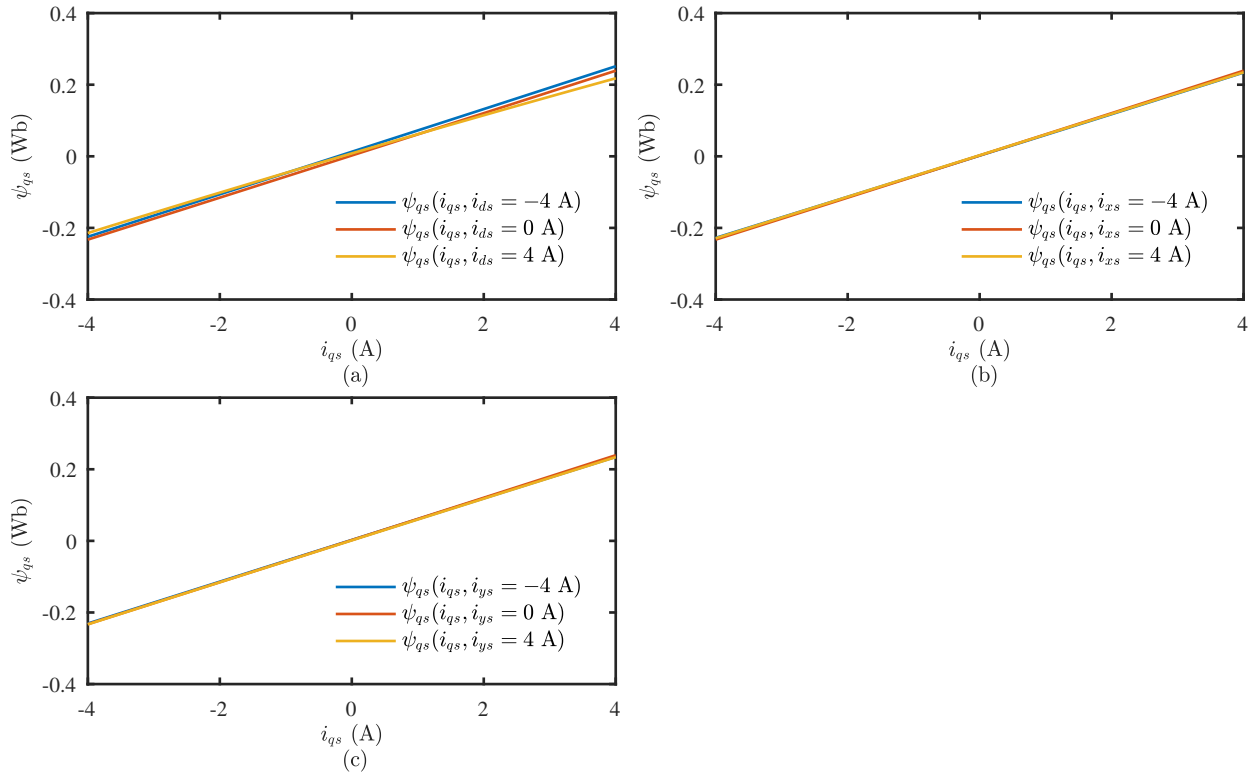 0.4
0.2
0
-0.2
-0.4
ψqs (Wb)
ψqs(iqs, ids = −4 A)
ψqs(iqs, ids = 0 A)
ψqs(iqs, ids = 4 A)
-4 -2 0 2 4
iqs (A)
(a)
0.4
0.2
0
-0.2
-0.4
ψqs (Wb)
ψqs(iqs, ixs = −4 A)
ψqs(iqs, ixs = 0 A)
ψqs(iqs, ixs = 4 A)
-4 -2 0 2 4
iqs (A)
(b)
0.4
0.2
0
-0.2
-0.4
ψqs (Wb)
ψqs(iqs, iys = −4 A)
ψqs(iqs, iys = 0 A)
ψqs(iqs, iys = 4 A)
-4 -2 0 2 4
iqs (A)
(c)